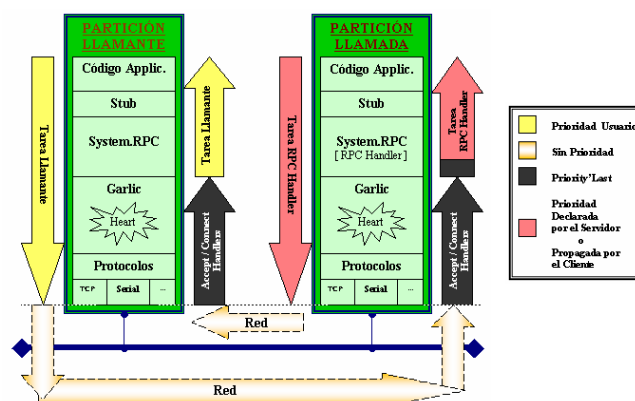 PARTICIÓN
LLAMANTE
Código Applic.
Stub
System.RPC
Garlic
Heart
Protocolos
TCP
Serial
...
Tarea Llamante
Tarea Llamante
Accept / Connect
Handlers
PARTICIÓN
LLAMADA
Código Applic.
Stub
System.RPC
[ RPC Handler ]
Garlic
Heart
Protocolos
TCP
Serial
...
Tarea RPC Handler
Tarea
RPC Handler
Accept / Connect
Handlers
Red
Red
Prioridad Usuario
Sin Prioridad
Priority'Last
Prioridad
Declarada
por el Servidor
o
Propagada por
el Cliente